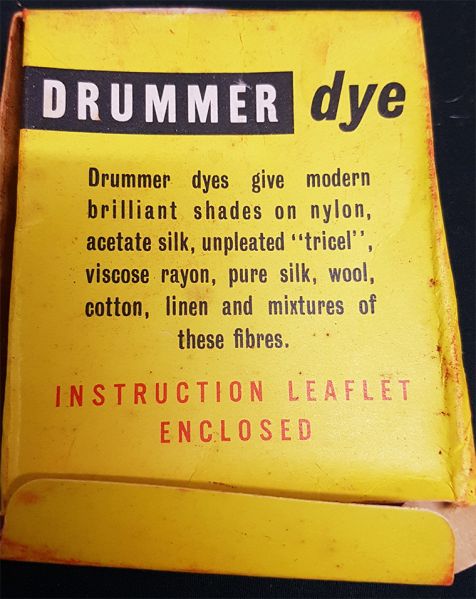 DRUMMER dye
Drummer dyes give modern
brilliant shades on nylon,
acetate silk, unpleated "tricel",
viscose rayon, pure silk, wool,
cotton, linen and mixtures of
these fibres.
INSTRUCTION LEAFLET
ENCLOSED